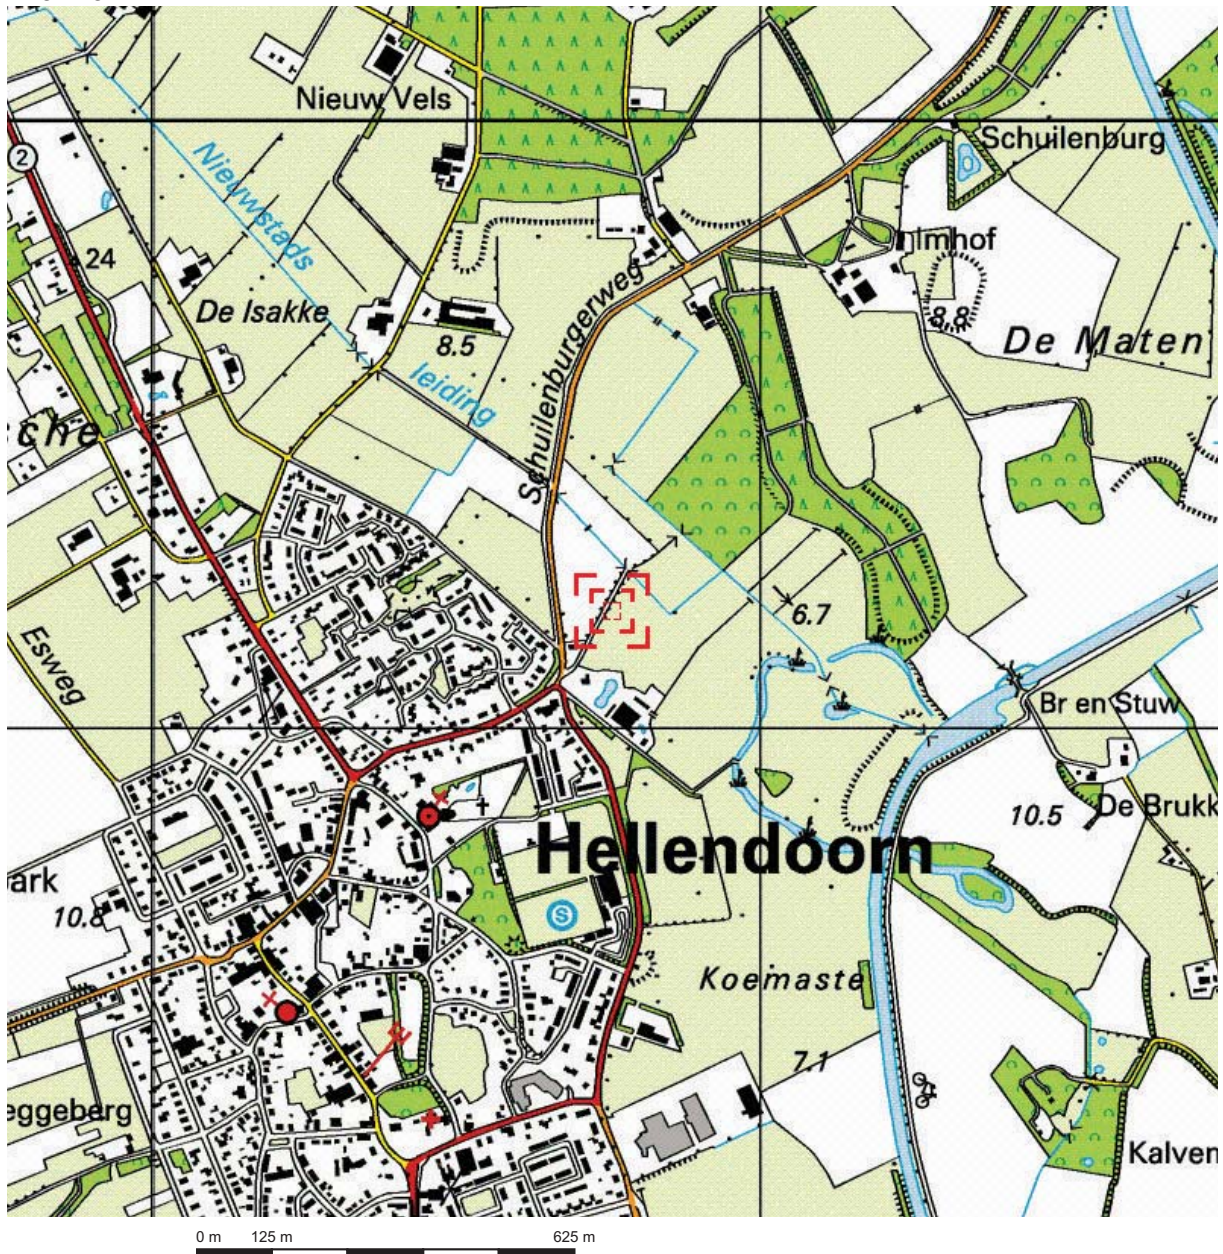 Nieuw Vels
Schuilenburg
2
Nieuwstads
Imhof
24
De Isakke
8.8
8.5
De Maten
Schuilenburgerweg
leiding
sche
6.7
Esweg
Br en Stuw
De Brukk
10.5
Hellendoorn
ark
10.8
S
Koemaste
7.1
eggeberg
Kalven
0 m 125 m 625 m